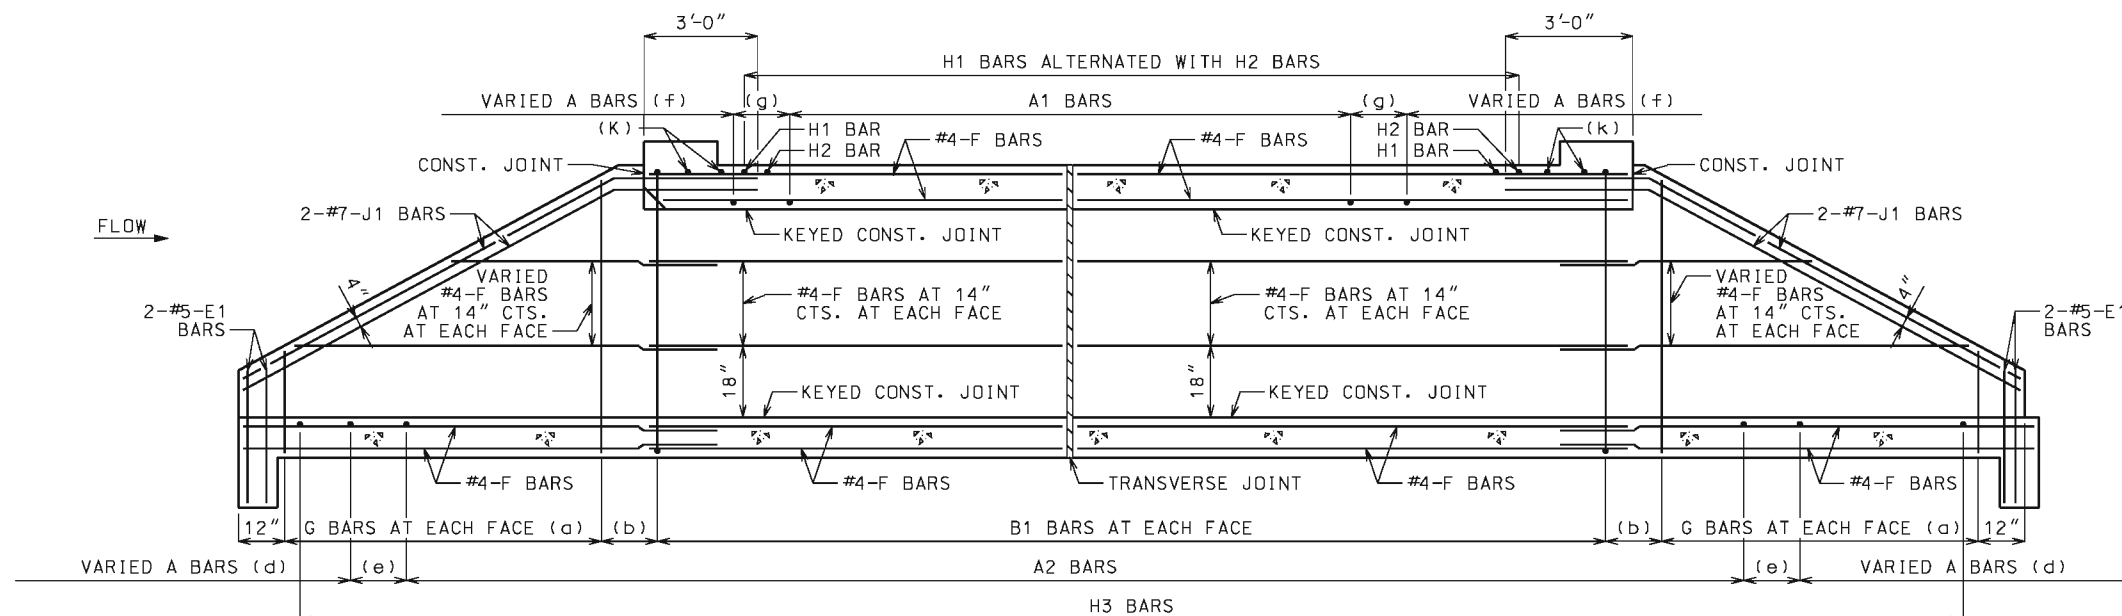 3'-0" 3'-0"
H1 BARS ALTERNATED WITH H2 BARS
VARIED A BARS (f) (g) A1 BARS (g) VARIED A BARS (f)
(K) H1 BAR #4-F BARS #4-F BARS H2 BAR (k)
CONST. JOINT H2 BAR H1 BAR CONST. JOINT
2-#7-J1 BARS 2-#7-J1 BARS
FLOW KEYED CONST. JOINT KEYED CONST. JOINT
VARIED
#4-F BARS
AT 14" CTS.
AT EACH FACE
#4-F BARS AT 14"
CTS. AT EACH FACE
#4-F BARS AT 14"
CTS. AT EACH FACE
VARIED
#4-F BARS
AT 14" CTS.
AT EACH FACE
4" 4"
2-#5-E1
BARS
2-#5-E1
BARS
18" KEYED CONST. JOINT 18" KEYED CONST. JOINT
#4-F BARS #4-F BARS TRANSVERSE JOINT #4-F BARS #4-F BARS
12" G BARS AT EACH FACE (a) (b) B1 BARS AT EACH FACE (b) G BARS AT EACH FACE (a) 12"
VARIED A BARS (d) (e) A2 BARS (e) VARIED A BARS (d)
H3 BARS